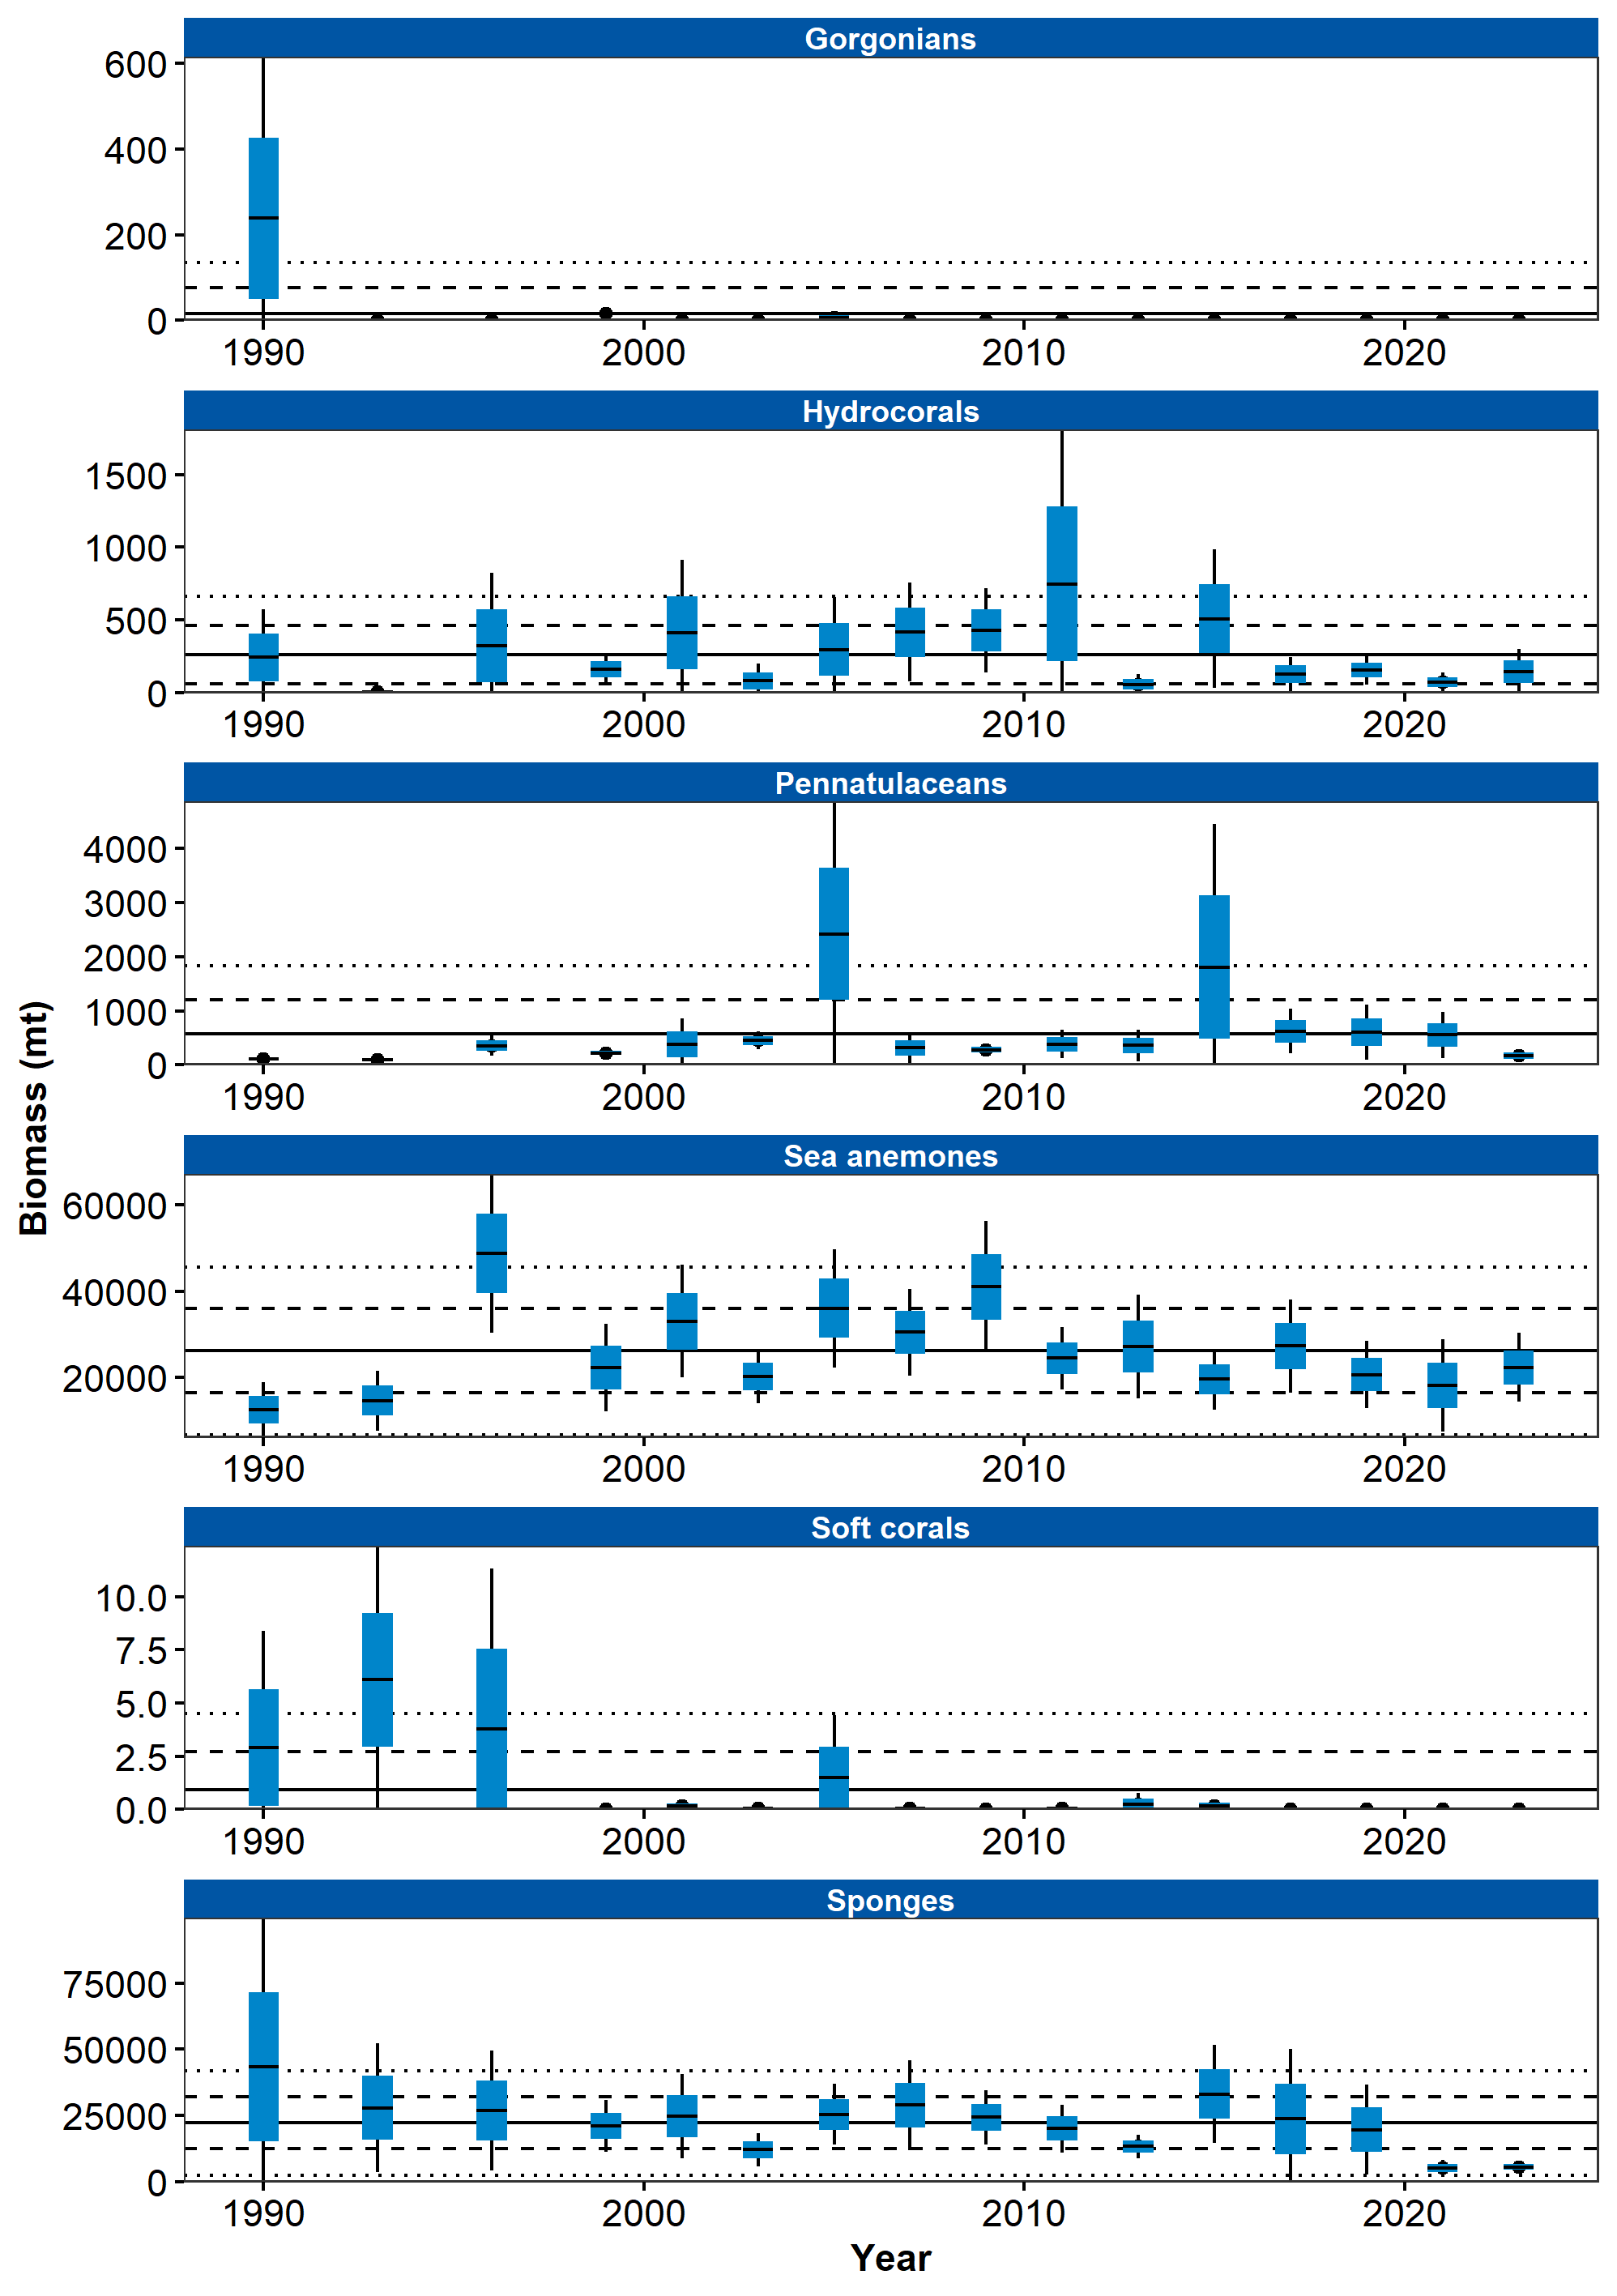 Gorgonians
600
400
200
0
1990 2000 2010 2020
Hydrocorals
1500
1000
500
0
1990 2000 2010 2020
Pennatulaceans
4000
3000
2000
1000
0
1990 2000 2010 2020
Biomass (mt)
Sea anemones
60000
40000
20000
1990 2000 2010 2020
Soft corals
10.0
7.5
5.0
2.5
0.0
1990 2000 2010 2020
Sponges
75000
50000
25000
0
1990 2000 2010 2020
Year